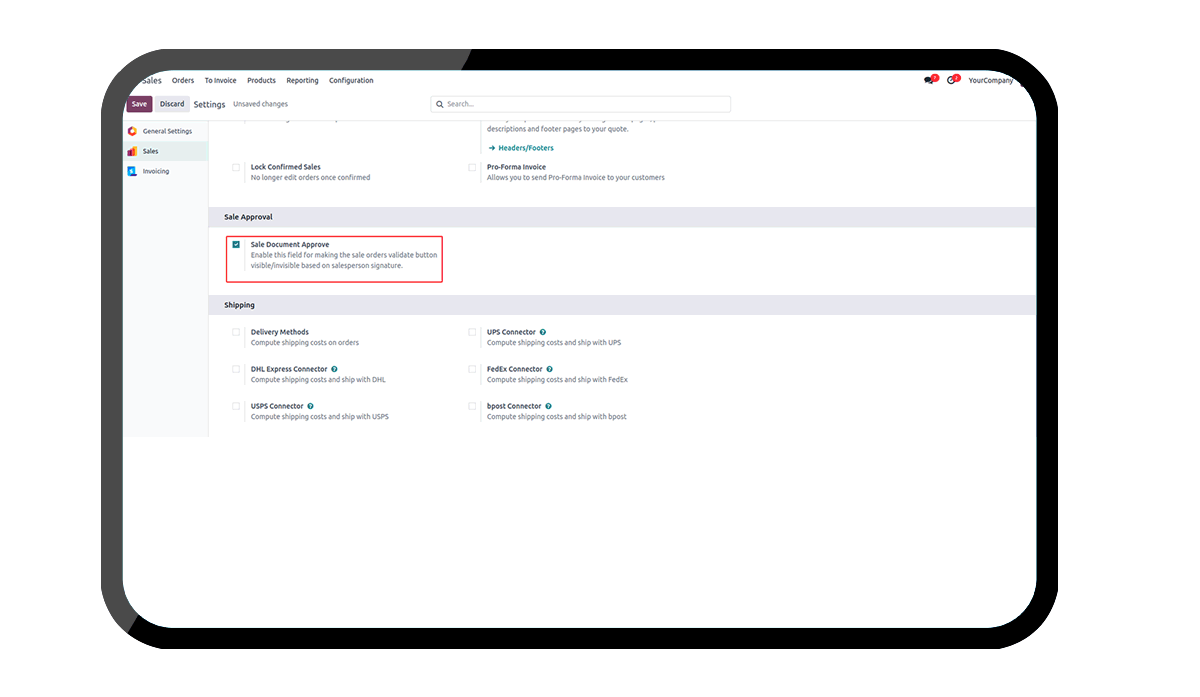 Sales Orders To Invoice Products Reporting Configuration YourCompany
Save Discard Settings Unsaved changes Search...
General Settings
Sales
Invoicing
descriptions and footer pages to your quote.
Headers/Footers
Lock Confirmed Sales
No longer edit orders once confirmed
Pro-Forma Invoice
Allows you to send Pro-Forma Invoice to your customers
Sale Approval
Sale Document Approve
Enable this field for making the sale orders validate button
visible/invisible based on salesperson signature.
Shipping
Delivery Methods
Compute shipping costs on orders
UPS Connector
Compute shipping costs and ship with UPS
DHL Express Connector
Compute shipping costs and ship with DHL
FedEx Connector
Compute shipping costs and ship with FedEx
USPS Connector
Compute shipping costs and ship with USPS
bpost Connector
Compute shipping costs and ship with bpost